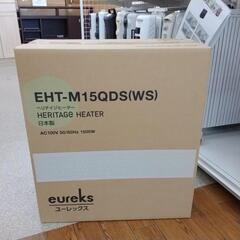 EHT-M15QDS(WS)
ヘリテイジヒーター
HERITAGE HEATER
日本製
AC100V 50/60Hz 1500W
eureks
ユーレックス